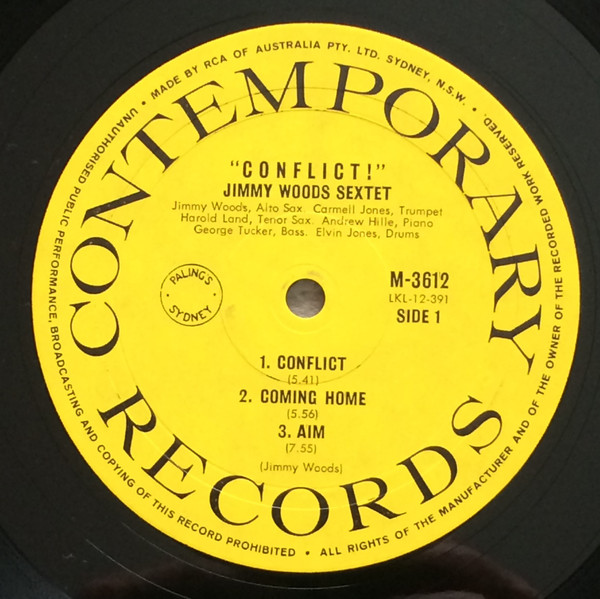 CONTEMPORARY RECORDS
• MADE BY RCA OF AUSTRALIA PTY. LTD. SYDNEY, N.S.W. •
UNAUTHORISED PUBLIC PERFORMANCE, BROADCASTING AND COPYING OF THIS RECORD PROHIBITED • ALL RIGHTS OF THE MANUFACTURER AND OF THE OWNER OF THE RECORDED WORK RESERVED
"CONFLICT!"
JIMMY WOODS SEXTET
Jimmy Woods, Alto Sax. Carmell Jones, Trumpet
Harold Land, Tenor Sax. Andrew Hille, Piano
George Tucker, Bass. Elvin Jones, Drums
PALING'S
• SYDNEY •
M-3612
LKL-12-391
SIDE 1
1. CONFLICT
(5.41)
2. COMING HOME
(5.56)
3. AIM
(7.55)
(Jimmy Woods)